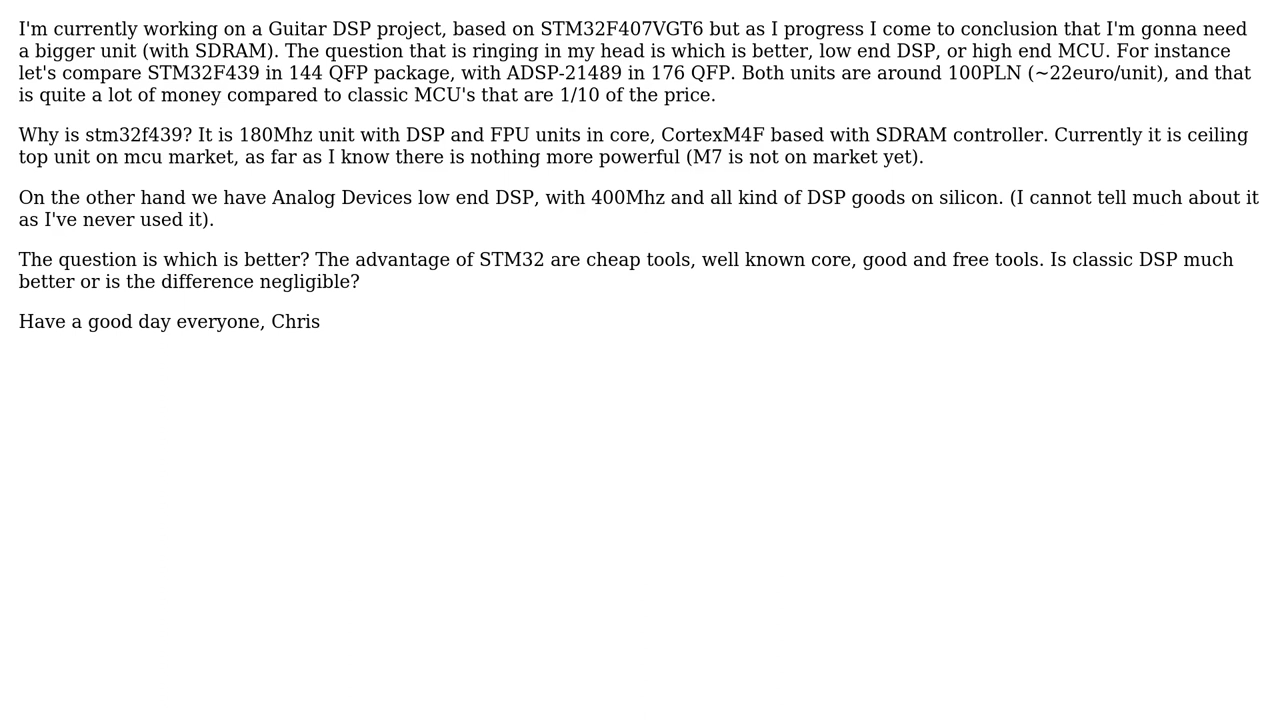 I'm currently working on a Guitar DSP project, based on STM32F407VGT6 but as I progress I come to conclusion that I'm gonna need
a bigger unit (with SDRAM). The question that is ringing in my head is which is better, low end DSP, or high end MCU. For instance
let's compare STM32F439 in 144 QFP package, with ADSP-21489 in 176 QFP. Both units are around 100PLN (~22euro/unit), and that
is quite a lot of money compared to classic MCU's that are 1/10 of the price.
Why is stm32f439? It is 180Mhz unit with DSP and FPU units in core, CortexM4F based with SDRAM controller. Currently it is ceiling
top unit on mcu market, as far as I know there is nothing more powerful (M7 is not on market yet).
On the other hand we have Analog Devices low end DSP, with 400Mhz and all kind of DSP goods on silicon. (I cannot tell much about it
as I've never used it).
The question is which is better? The advantage of STM32 are cheap tools, well known core, good and free tools. Is classic DSP much
better or is the difference negligible?
Have a good day everyone, Chris